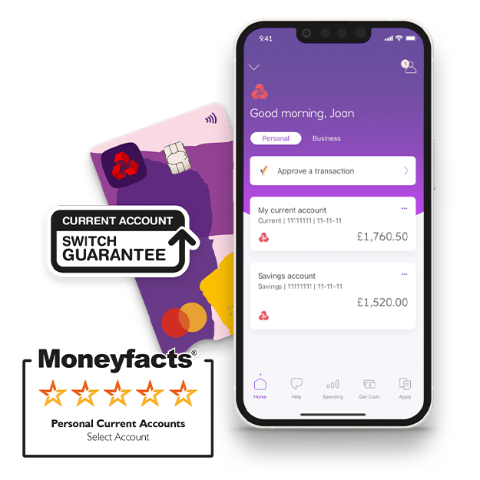 9:41
1
Good morning, Joan
Personal
Business
Approve a transaction
My current account
Current | 11111111 | 11-11-11
£1,760.50
Savings account
Savings | 11111111 | 11-11-11
£1,520.00
Home
Help
Spending
Get Cash
Apply
CURRENT ACCOUNT
SWITCH
GUARANTEE
Moneyfacts®
Personal Current Accounts
Select Account